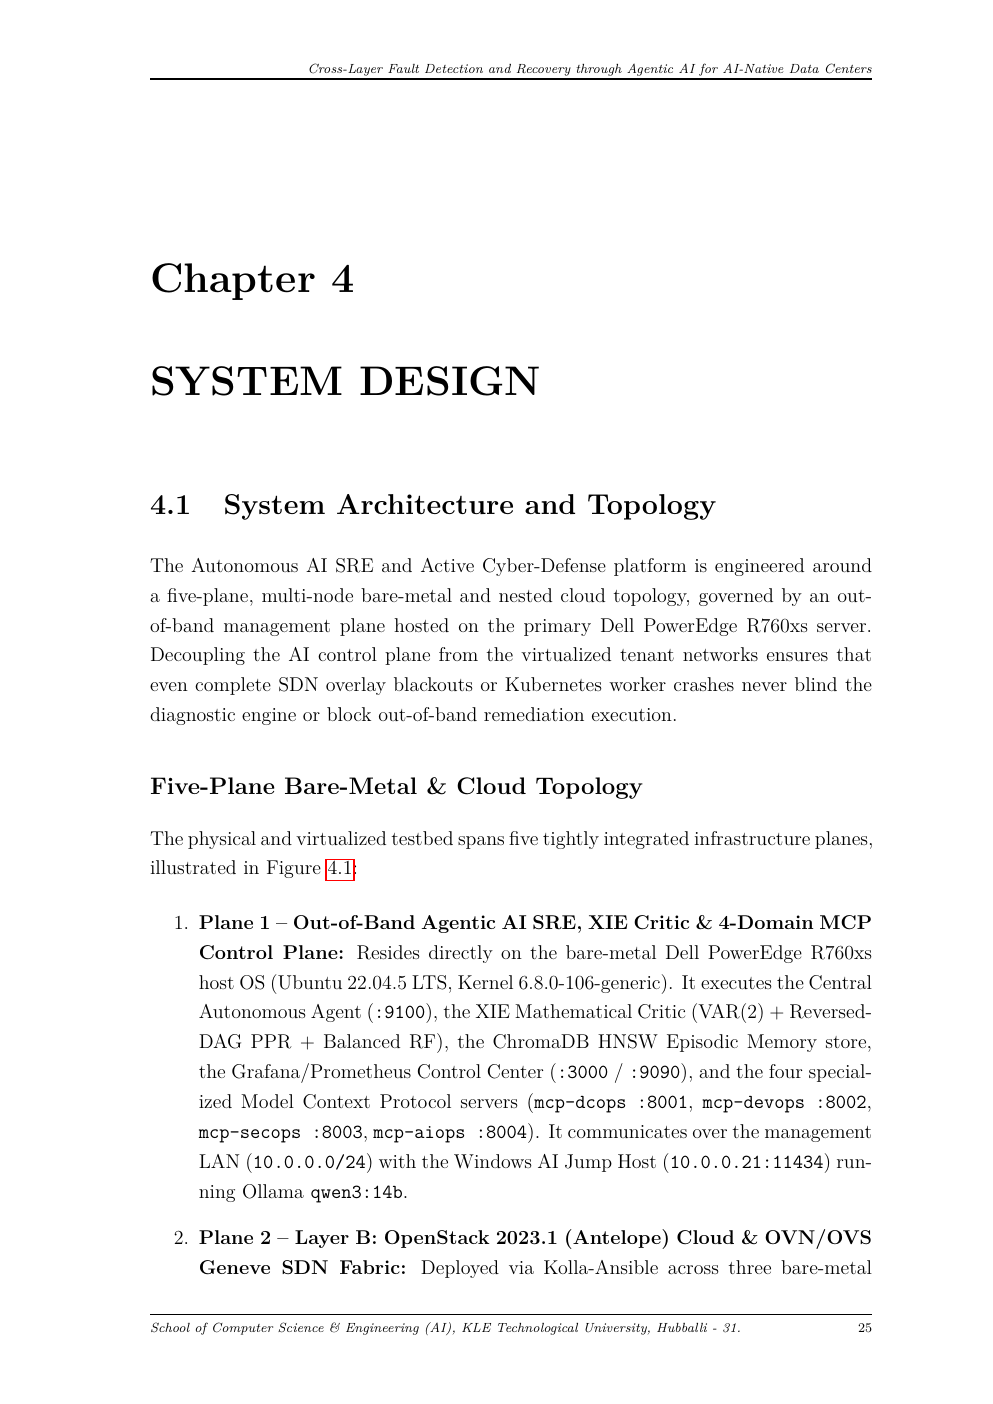 Cross-Layer Fault Detection and Recovery through Agentic AI for AI-Native Data Centers
Chapter 4
SYSTEM DESIGN
4.1 System Architecture and Topology
The Autonomous AI SRE and Active Cyber-Defense platform is engineered around
a five-plane, multi-node bare-metal and nested cloud topology, governed by an out-
of-band management plane hosted on the primary Dell PowerEdge R760xs server.
Decoupling the AI control plane from the virtualized tenant networks ensures that
even complete SDN overlay blackouts or Kubernetes worker crashes never blind the
diagnostic engine or block out-of-band remediation execution.
Five-Plane Bare-Metal & Cloud Topology
The physical and virtualized testbed spans five tightly integrated infrastructure planes,
illustrated in Figure 4.1:
1. Plane 1 – Out-of-Band Agentic AI SRE, XIE Critic & 4-Domain MCP
Control Plane: Resides directly on the bare-metal Dell PowerEdge R760xs
host OS (Ubuntu 22.04.5 LTS, Kernel 6.8.0-106-generic). It executes the Central
Autonomous Agent (:9100), the XIE Mathematical Critic (VAR(2) + Reversed-
DAG PPR + Balanced RF), the ChromaDB HNSW Episodic Memory store,
the Grafana/Prometheus Control Center (:3000 / :9090), and the four special-
ized Model Context Protocol servers (mcp-dcops :8001, mcp-devops :8002,
mcp-secops :8003, mcp-aiops :8004). It communicates over the management
LAN (10.0.0.0/24) with the Windows AI Jump Host (10.0.0.21:11434) run-
ning Ollama qwen3:14b.
2. Plane 2 – Layer B: OpenStack 2023.1 (Antelope) Cloud & OVN/OVS
Geneve SDN Fabric: Deployed via Kolla-Ansible across three bare-metal
School of Computer Science & Engineering (AI), KLE Technological University, Hubballi - 31. 25